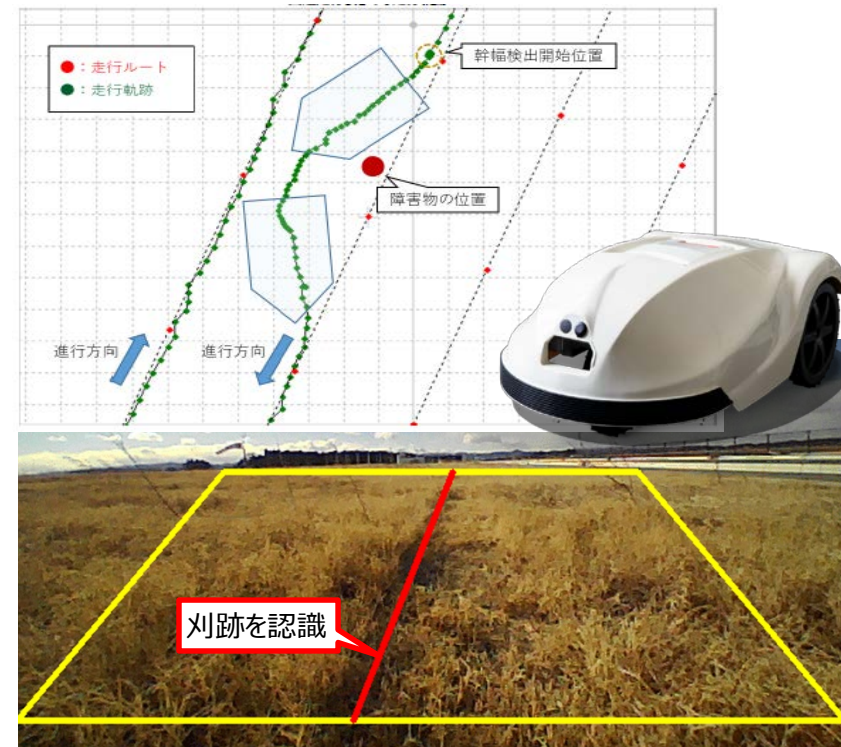 ●：走行ルート
●：走行軌跡
幹幅検出開始位置
障害物の位置
進行方向
進行方向
刈跡を認識